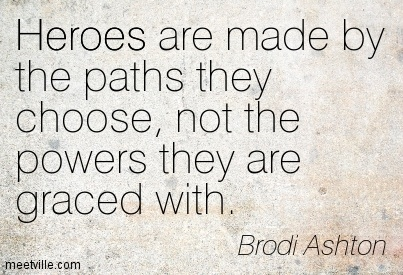 Heroes are made by
the paths they
choose, not the
powers they are
graced with.
Brodi Ashton
meetville.com